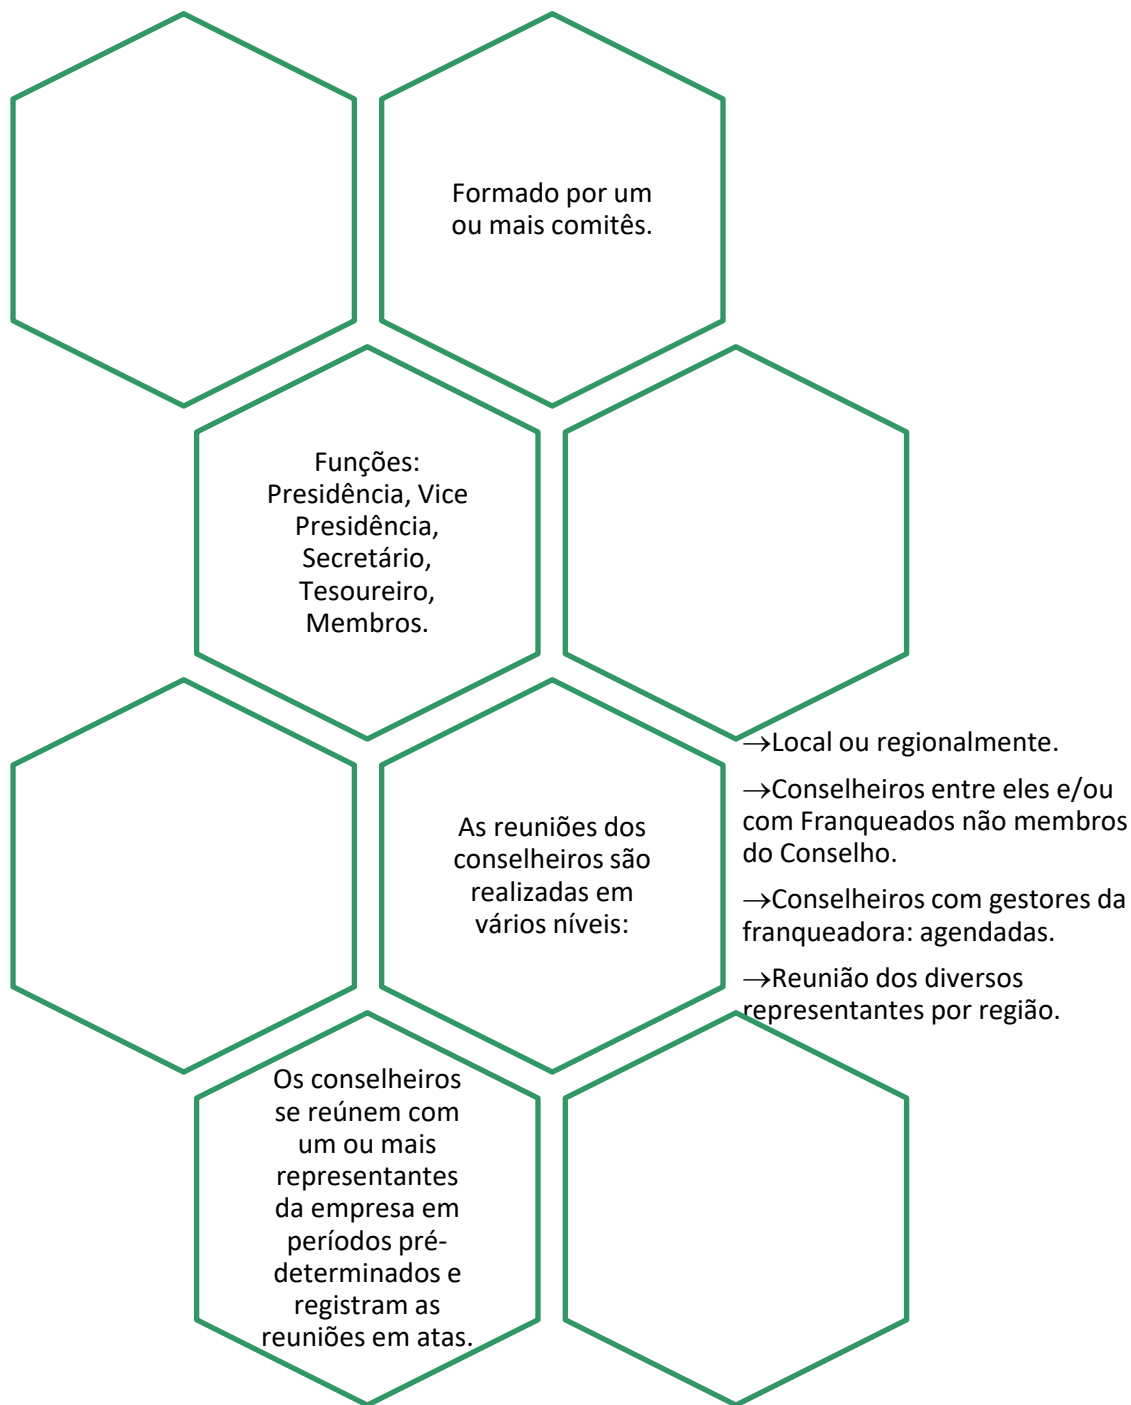 Formado por um
ou mais comitês.
Funções:
Presidência, Vice
Presidência,
Secretário,
Tesoureiro,
Membros.
As reuniões dos
conselheiros são
realizadas em
vários níveis:
→Local ou regionalmente.
→Conselheiros entre eles e/ou
com Franqueados não membros
do Conselho.
→Conselheiros com gestores da
franqueadora: agendadas.
→Reunião dos diversos
representantes por região.
Os conselheiros
se reúnem com
um ou mais
representantes
da empresa em
períodos pré-
determinados e
registram as
reuniões em atas.